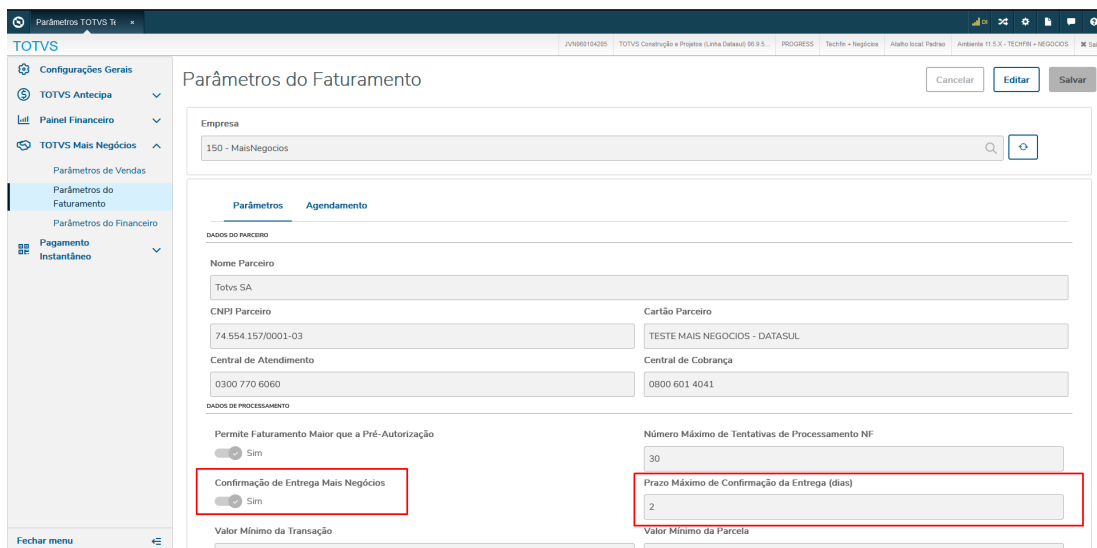 Parâmetros TOTVS Te ×
TOTVS
JVN000104205 TOTVS Construção e Projetos (Linha Datasul) 06.9.5... PROGRESS Techfin + Negócios Atalho local: Padrao Ambiente 11.5.X - TECHFIN + NEGOCIOS ✖ Sai
Configurações Gerais
TOTVS Antecipa
Painel Financeiro
TOTVS Mais Negócios
Parâmetros de Vendas
Parâmetros do
Faturamento
Parâmetros do Financeiro
Pagamento
Instantâneo
Fechar menu
Parâmetros do Faturamento
Cancelar Editar Salvar
Empresa
150 - MaisNegocios
Parâmetros Agendamento
DADOS DO PARCEIRO
Nome Parceiro
Totvs SA
CNPJ Parceiro Cartão Parceiro
74.554.157/0001-03 TESTE MAIS NEGOCIOS - DATASUL
Central de Atendimento Central de Cobrança
0300 770 6060 0800 601 4041
DADOS DE PROCESSAMENTO
Permite Faturamento Maior que a Pré-Autorização Número Máximo de Tentativas de Processamento NF
Sim 30
Confirmação de Entrega Mais Negócios Prazo Máximo de Confirmação da Entrega (dias)
Sim 2
Valor Mínimo da Transação Valor Mínimo da Parcela